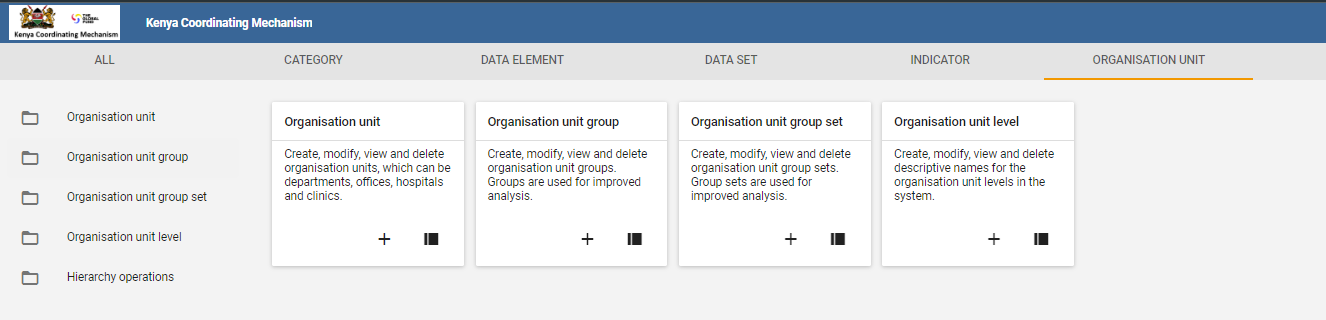 THE
GLOBAL
FUND
Kenya Coordinating Mechanism
Kenya Coordinating Mechanism
ALL
CATEGORY
DATA ELEMENT
DATA SET
INDICATOR
ORGANISATION UNIT
Organisation unit
Organisation unit group
Organisation unit group set
Organisation unit level
Hierarchy operations
Organisation unit
Create, modify, view and delete
organisation units, which can be
departments, offices, hospitals
and clinics.
Organisation unit group
Create, modify, view and delete
organisation unit groups.
Groups are used for improved
analysis.
Organisation unit group set
Create, modify, view and delete
organisation unit group sets.
Group sets are used for
improved analysis.
Organisation unit level
Create, modify, view and delete
descriptive names for the
organisation unit levels in the
system.